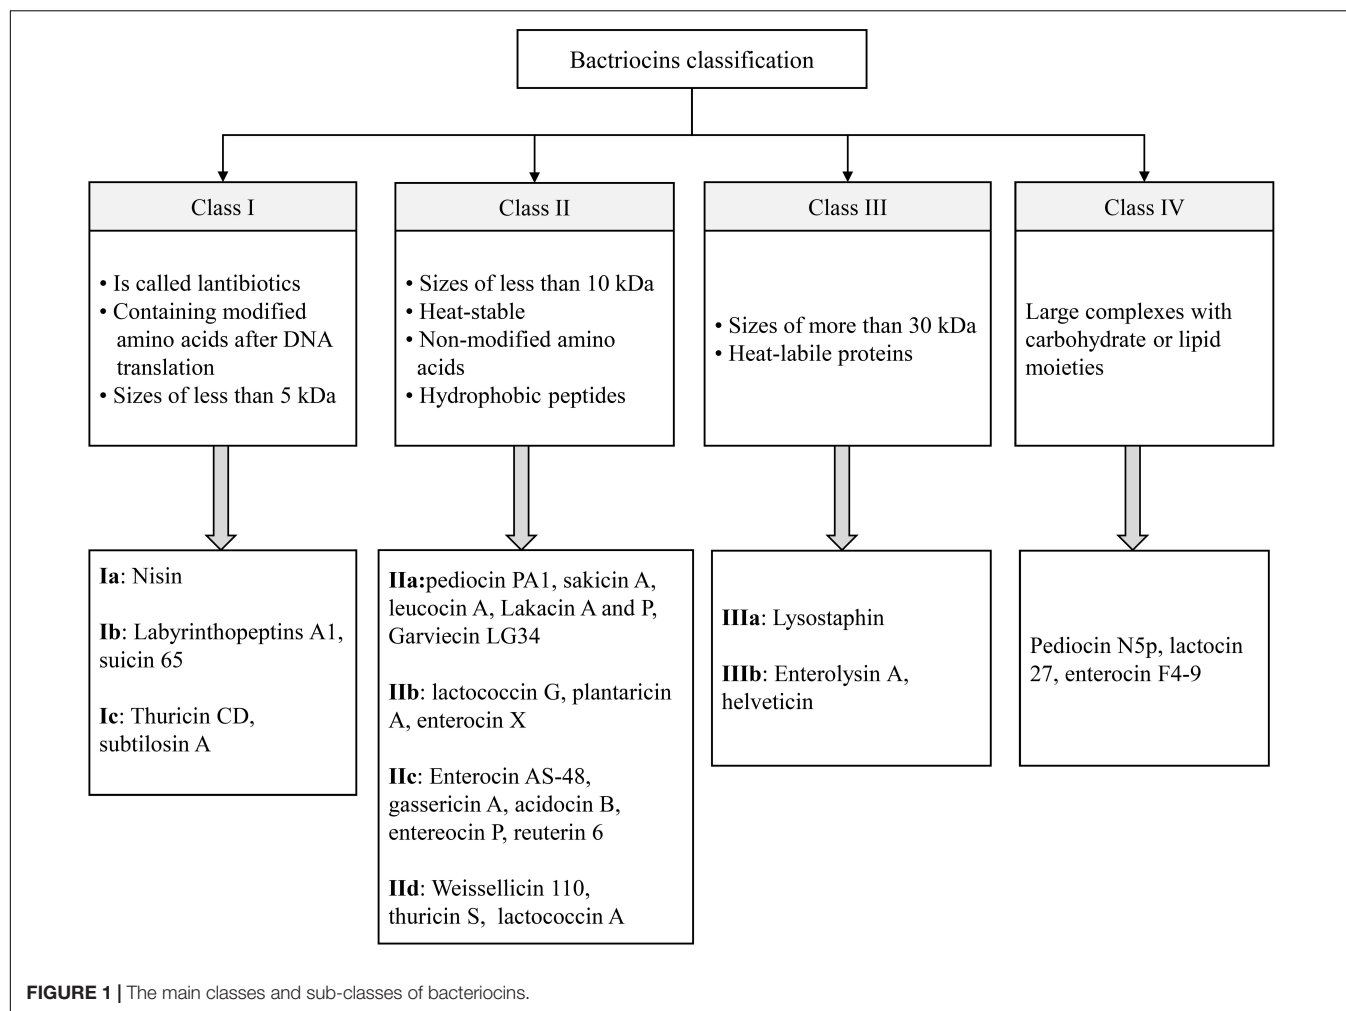 Bactriocins classification
Class I
• Is called lantibiotics
• Containing modified
amino acids after DNA
translation
• Sizes of less than 5 kDa
Class II
• Sizes of less than 10 kDa
• Heat-stable
• Non-modified amino
acids
• Hydrophobic peptides
Class III
• Sizes of more than 30 kDa
• Heat-labile proteins
Class IV
Large complexes with
carbohydrate or lipid
moieties
Ia: Nisin
Ib: Labyrinthopeptins A1,
suicin 65
Ic: Thuricin CD,
subtilosin A
IIa:pediocin PA1, sakicin A,
leucocin A, Lakacin A and P,
Garviecin LG34
IIb: lactococcin G, plantaricin
A, enterocin X
IIc: Enterocin AS-48,
gassericin A, acidocin B,
entereocin P, reuterin 6
IId: Weissellicin 110,
thuricin S, lactococcin A
IIIa: Lysostaphin
IIIb: Enterolysin A,
helveticin
Pediocin N5p, lactocin
27, enterocin F4-9
FIGURE 1 | The main classes and sub-classes of bacteriocins.